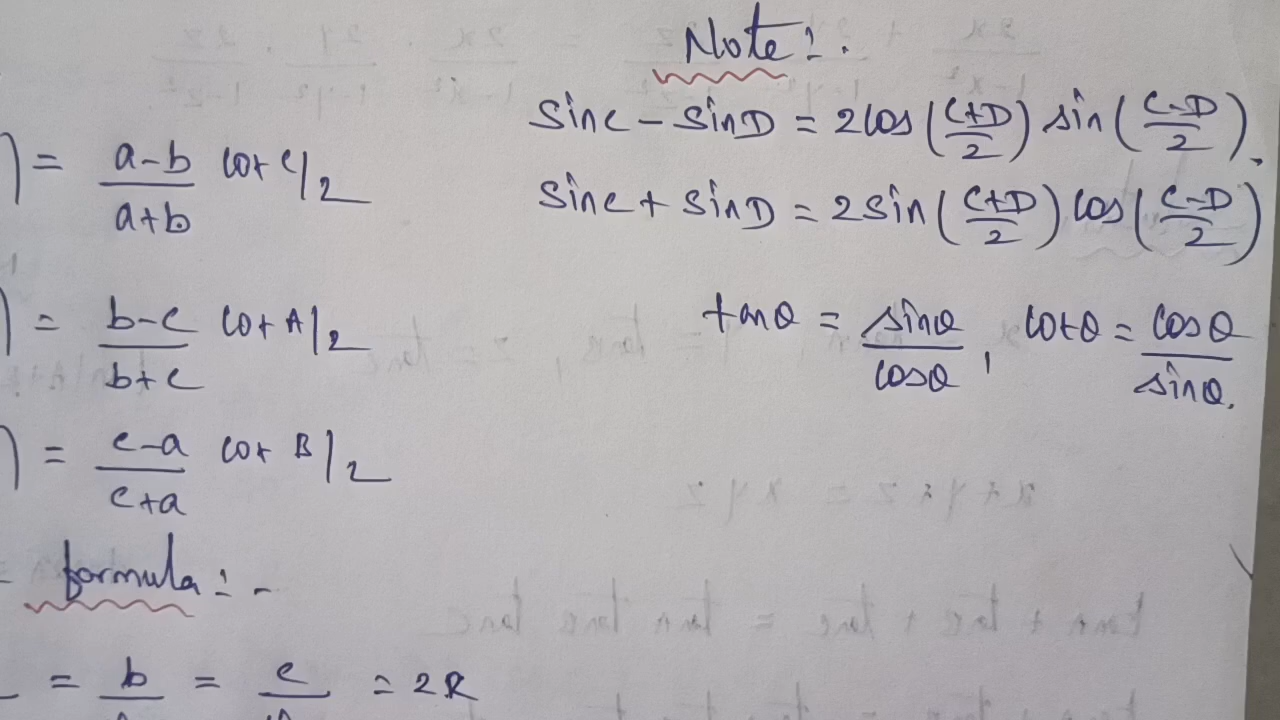 Note :-
sinC - sinD = 2cos(C+D/2) sin(C-D/2).
sinC + sinD = 2sin(C+D/2) cos(C-D/2)
tanθ = sinθ/cosθ, cotθ = cosθ/sinθ.
) = a-b/a+b cot C/2
) = b-c/b+c cot A/2
) = c-a/c+a cot B/2
- formula :-
= b = c = 2R